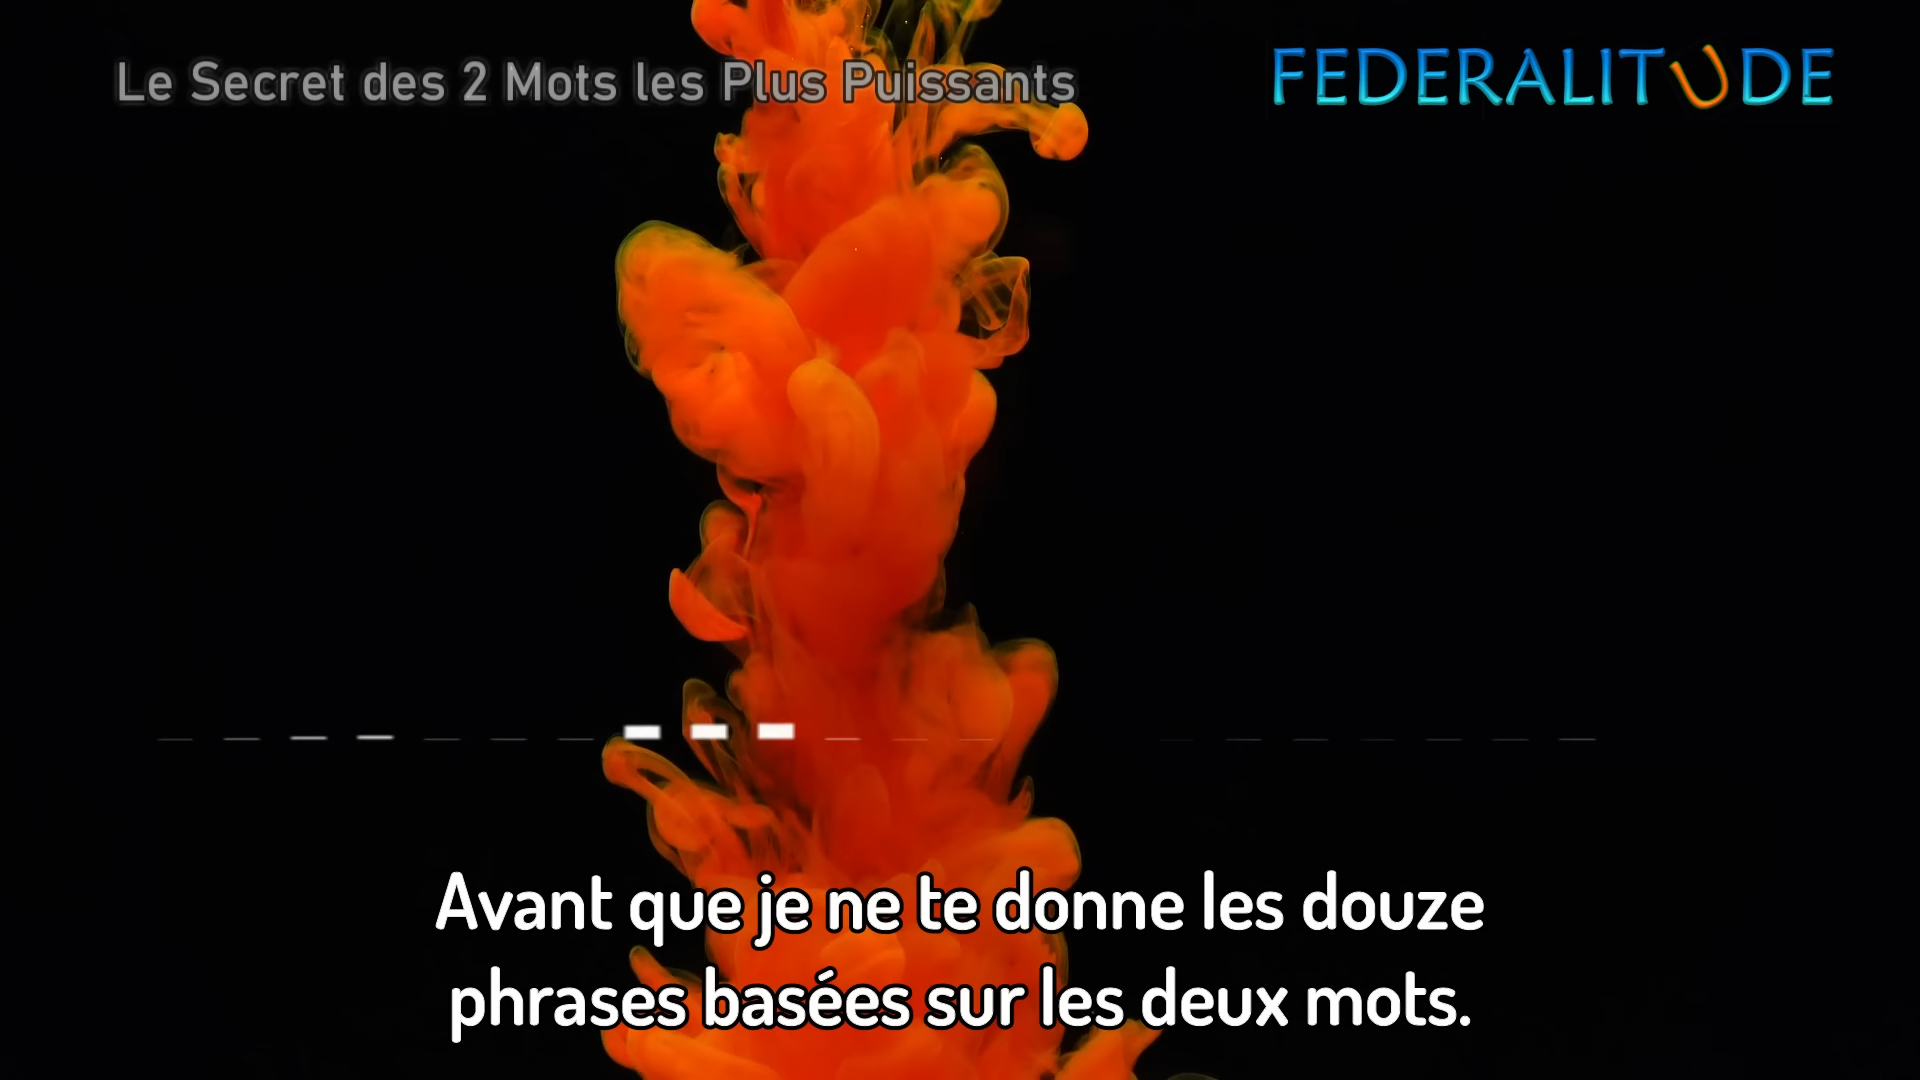 Le Secret des 2 Mots les Plus Puissants
FEDERALITUDE
Avant que je ne te donne les douze
phrases basées sur les deux mots.